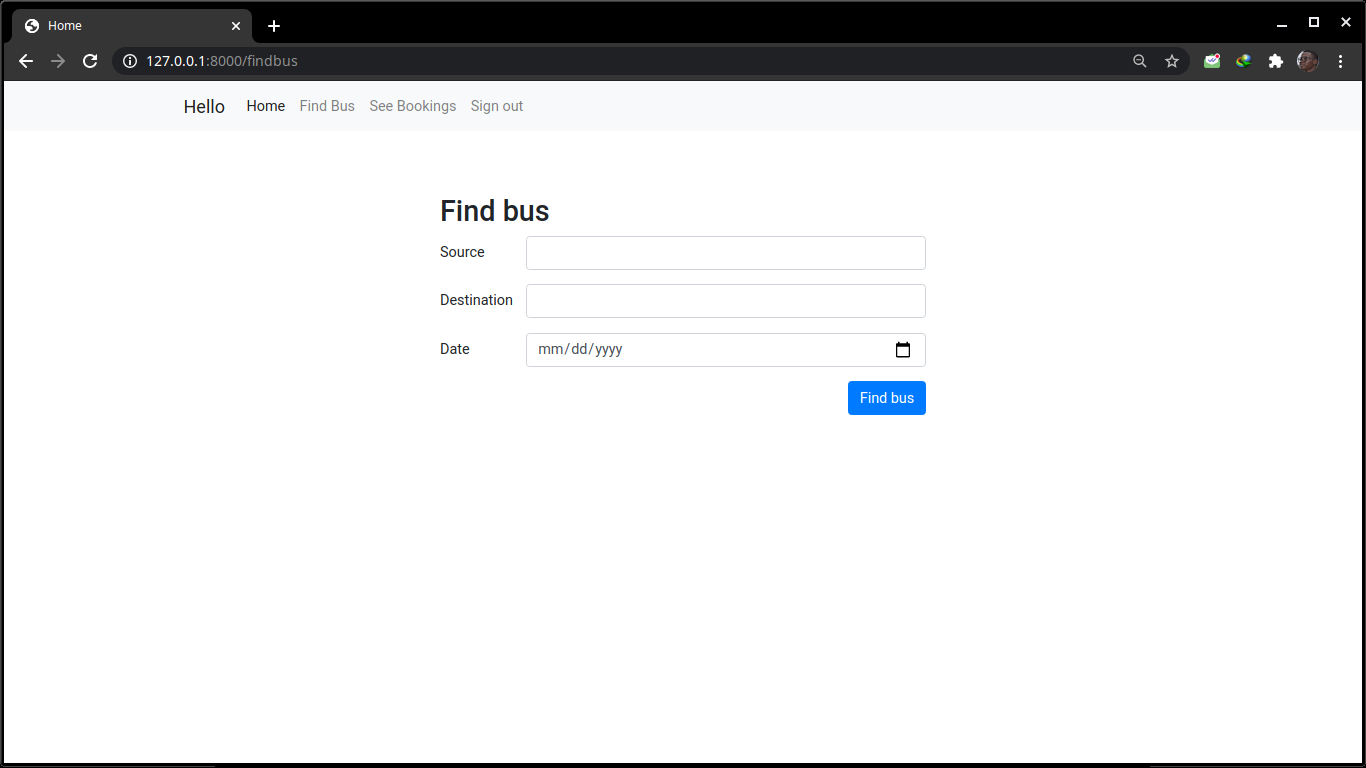 Home
127.0.0.1:8000/findbus
Hello Home Find Bus See Bookings Sign out
Find bus
Source
Destination
Date mm/dd/yyyy
Find bus